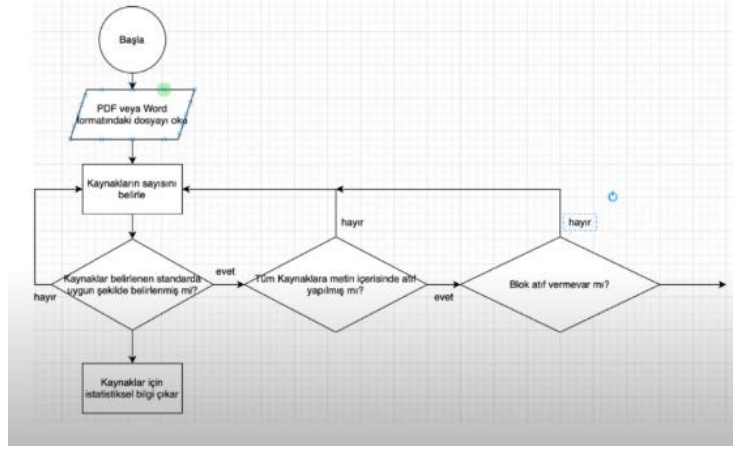 Başla
PDF veya Word
formatındaki dosyayı oku
Kaynakların sayısını
belirle
hayır
hayır
Kaynaklar belirlenen standarda
uygun şekilde belirlenmiş mi?
evet
Tüm Kaynaklara metin içerisinde atıf
yapılmış mı?
Blok atıf vermevar mı?
hayır
evet
Kaynaklar için
istatistiksel bilgi çıkar